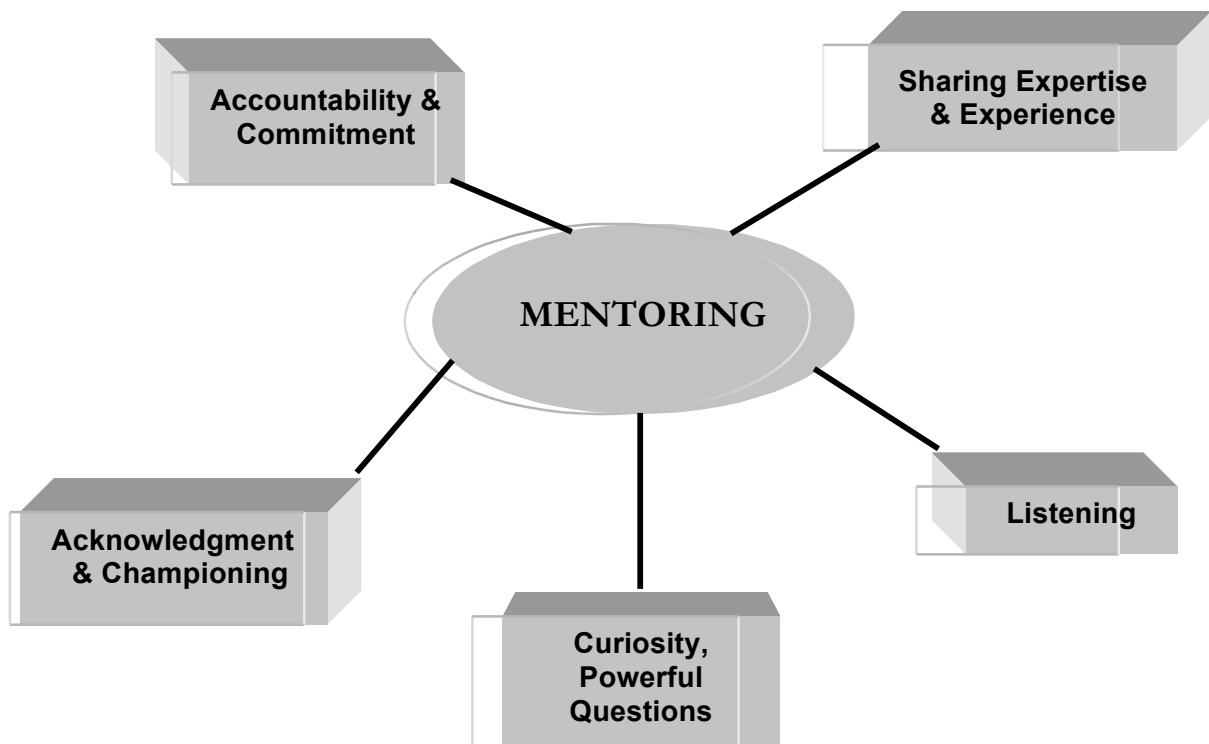 Accountability &
Commitment
Sharing Expertise
& Experience
MENTORING
Listening
Acknowledgment
& Championing
Curiosity,
Powerful
Questions